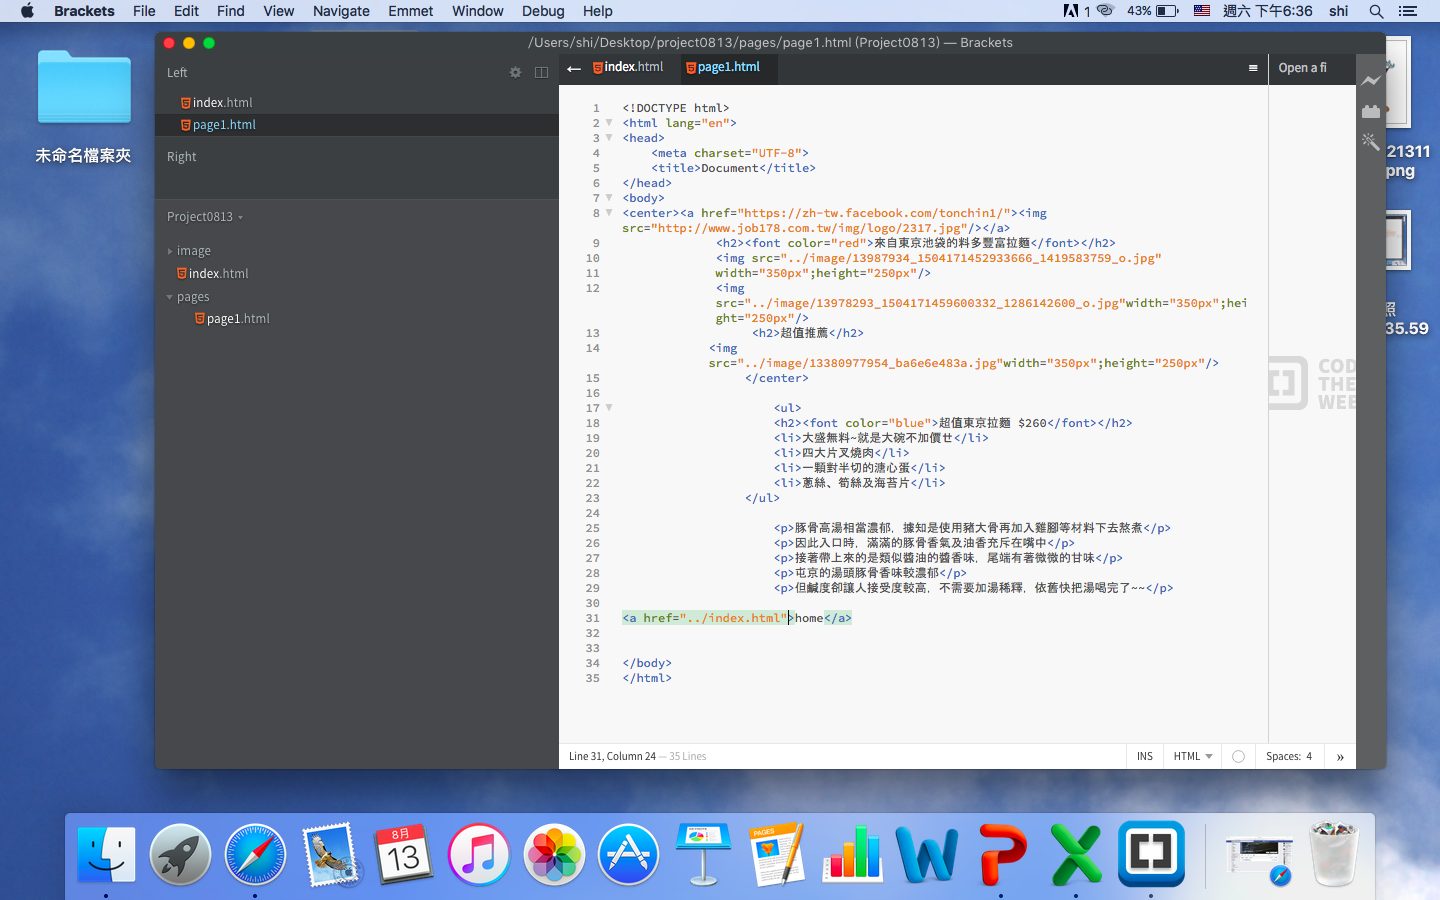 Brackets File Edit Find View Navigate Emmet Window Debug Help 1 43% 週六 下午6:36 shi
/Users/shi/Desktop/project0813/pages/page1.html (Project0813) — Brackets
未命名檔案夾
Left
index.html
page1.html
Right
Project0813
image
index.html
pages
page1.html
index.html page1.html Open a fi
1 <!DOCTYPE html>
2 <html lang="en">
3 <head>
4 <meta charset="UTF-8">
5 <title>Document</title>
6 </head>
7 <body>
8 <center><a href="https://zh-tw.facebook.com/tonchin1/"><img
src="http://www.job178.com.tw/img/logo/2317.jpg"/></a>
9 <h2><font color="red">來自東京池袋的料多豐富拉麵</font></h2>
10 <img src="../image/13987934_1504171452933666_1419583759_o.jpg"
11 width="350px";height="250px"/>
12 <img
src="../image/13978293_1504171459600332_1286142600_o.jpg"width="350px";hei
ght="250px"/>
13 <h2>超值推薦</h2>
14 <img
src="../image/13380977954_ba6e6e483a.jpg"width="350px";height="250px"/>
15 </center>
16
17 <ul>
18 <h2><font color="blue">超值東京拉麵 $260</font></h2>
19 <li>大盛無料~就是大碗不加價ㄝ</li>
20 <li>四大片叉燒肉</li>
21 <li>一顆對半切的溏心蛋</li>
22 <li>蔥絲、筍絲及海苔片</li>
23 </ul>
24
25 <p>豚骨高湯相當濃郁，據知是使用豬大骨再加入雞腳等材料下去熬煮</p>
26 <p>因此入口時，滿滿的豚骨香氣及油香充斥在嘴中</p>
27 <p>接著帶上來的是類似醬油的醬香味，尾端有著微微的甘味</p>
28 <p>屯京的湯頭豚骨香味較濃郁</p>
29 <p>但鹹度卻讓人接受度較高，不需要加湯稀釋，依舊快把湯喝完了~~</p>
30
31 <a href="../index.html">home</a>
32
33
34 </body>
35 </html>
Line 31, Column 24 — 35 Lines
INS HTML Spaces: 4 »
COD
THE
WEE
21311
png
照
35.59
8月
13
PAGES